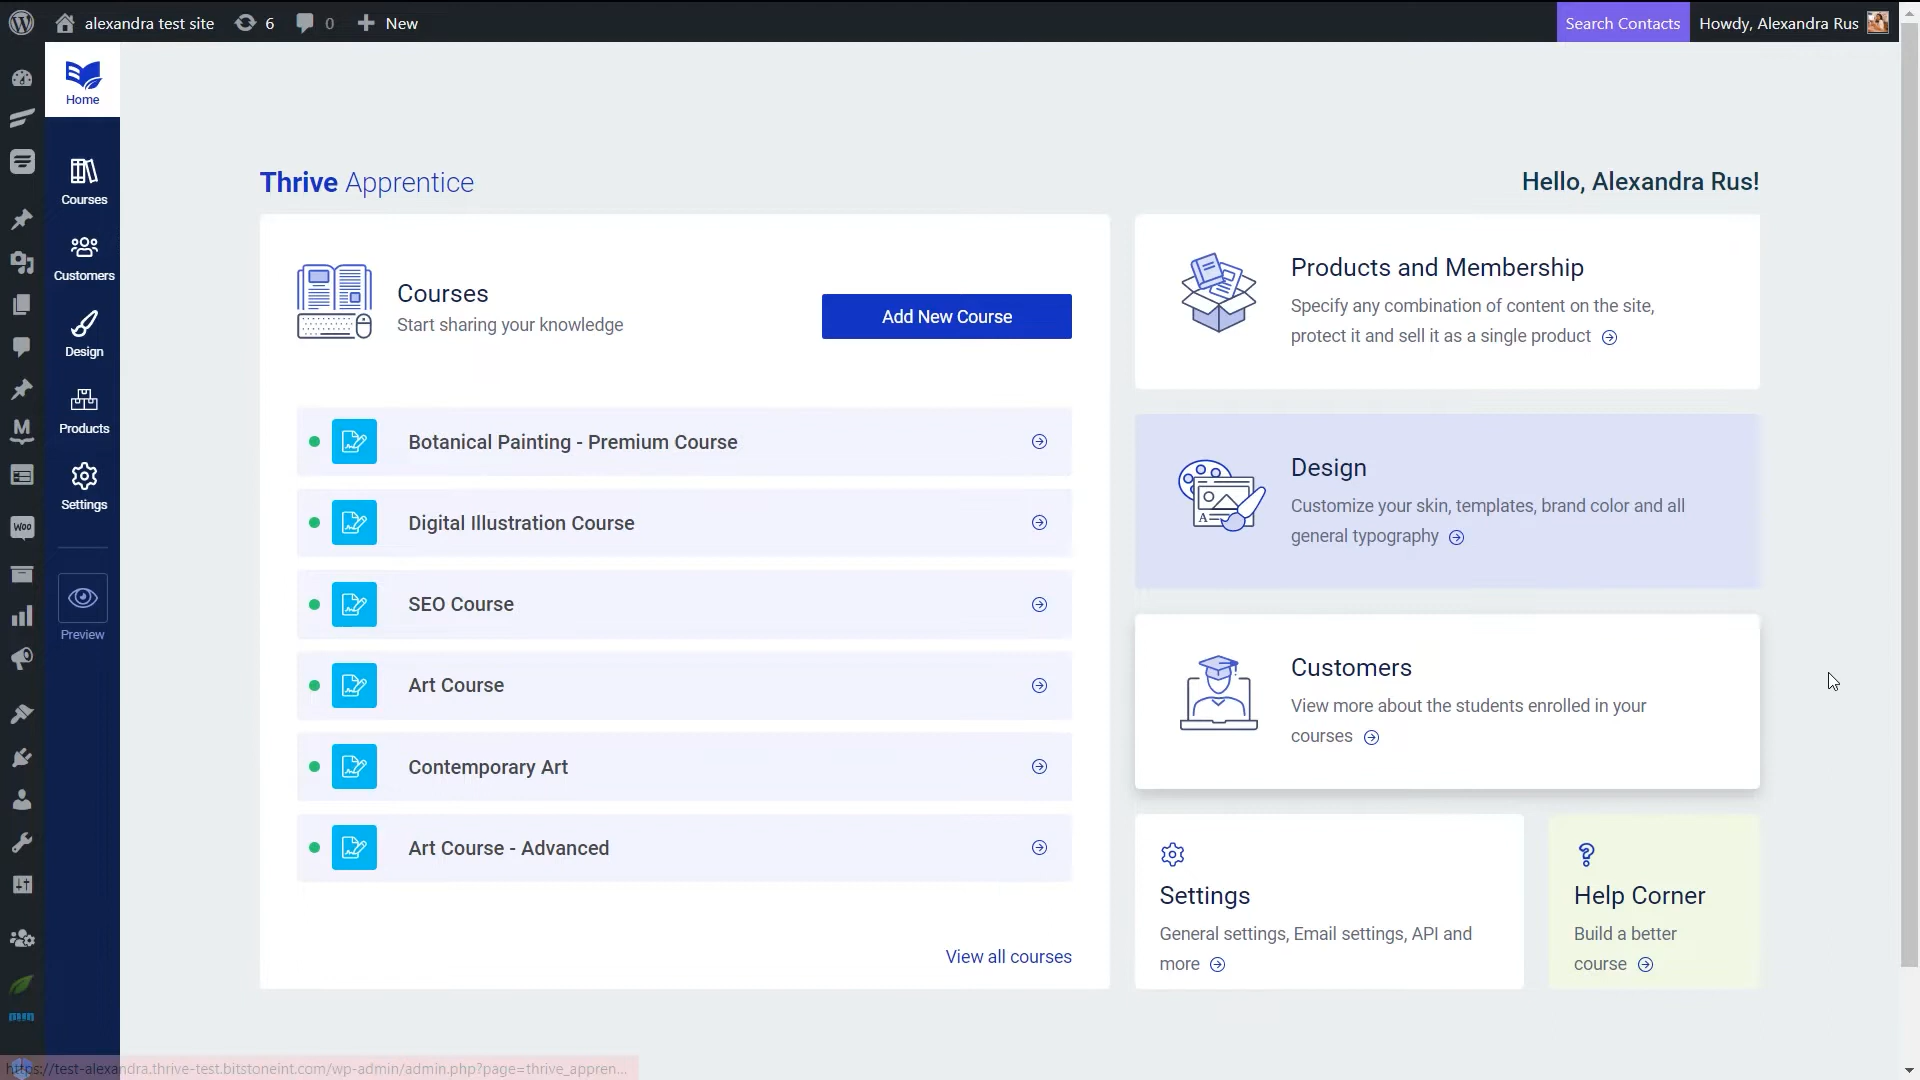 alexandra test site
6
0
New
Search Contacts
Howdy, Alexandra Rus
Home
Courses
Customers
Design
Products
Settings
Preview
Thrive Apprentice
Hello, Alexandra Rus!
Courses
Start sharing your knowledge
Add New Course
Botanical Painting - Premium Course
Digital Illustration Course
SEO Course
Art Course
Contemporary Art
Art Course - Advanced
View all courses
Products and Membership
Specify any combination of content on the site,
protect it and sell it as a single product
Design
Customize your skin, templates, brand color and all
general typography
Customers
View more about the students enrolled in your
courses
Settings
General settings, Email settings, API and
more
?
Help Corner
Build a better
course
Woo
M
https://test-alexandra.thrive-test.bitstoneint.com/wp-admin/admin.php?page=thrive_appren...